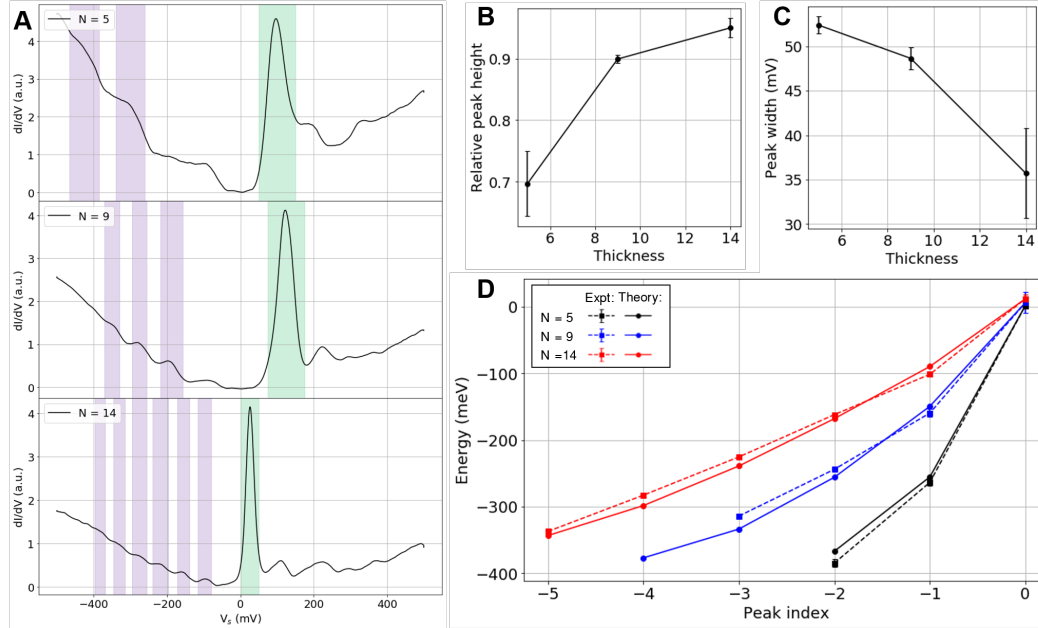 A
N = 5
dI/dV (a.u.)
4
3
2
1
0
N = 9
dI/dV (a.u.)
4
3
2
1
0
N = 14
dI/dV (a.u.)
4
3
2
1
0
−400 −200 0 200 400
Vs (mV)
B
Relative peak height
0.9
0.8
0.7
6 8 10 12 14
Thickness
C
Peak width (mV)
50
45
40
35
30
6 8 10 12 14
Thickness
D
Expt: Theory:
N = 5
N = 9
N =14
Energy (meV)
0
−100
−200
−300
−400
−5 −4 −3 −2 −1 0
Peak index